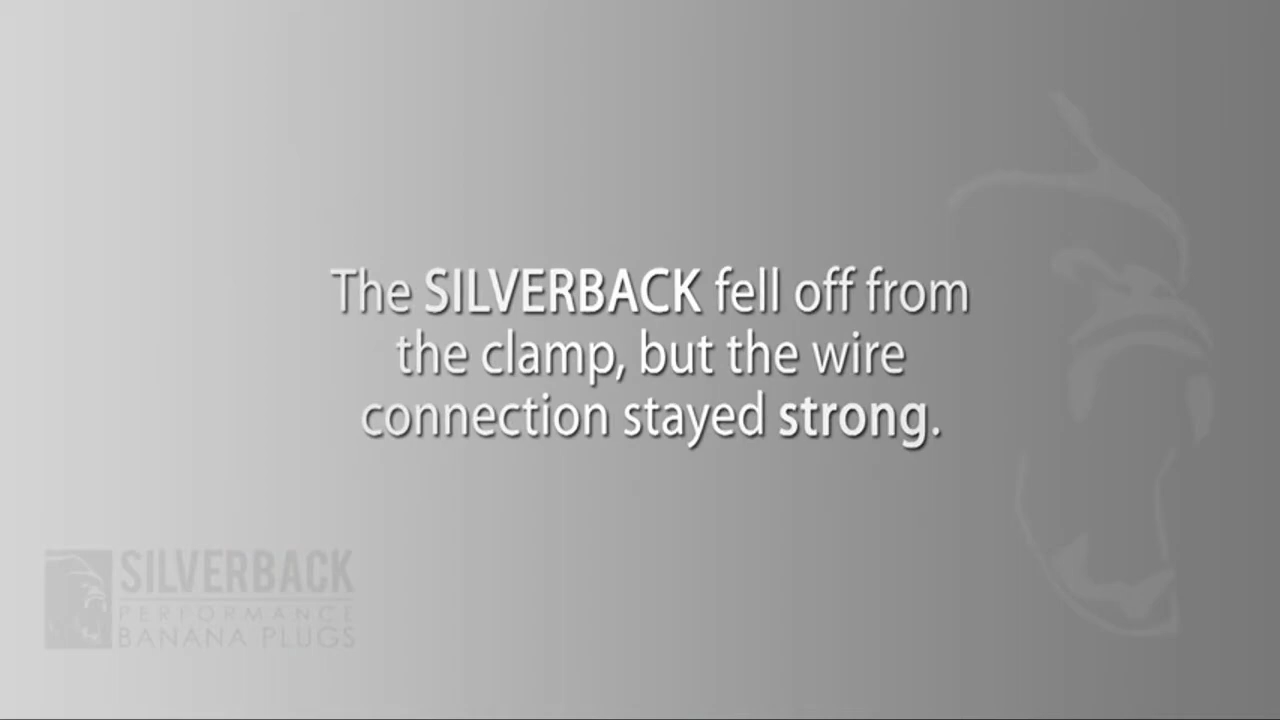 The SILVERBACK fell off from
the clamp, but the wire
connection stayed strong.
SILVERBACK
PERFORMANCE
BANANA PLUGS